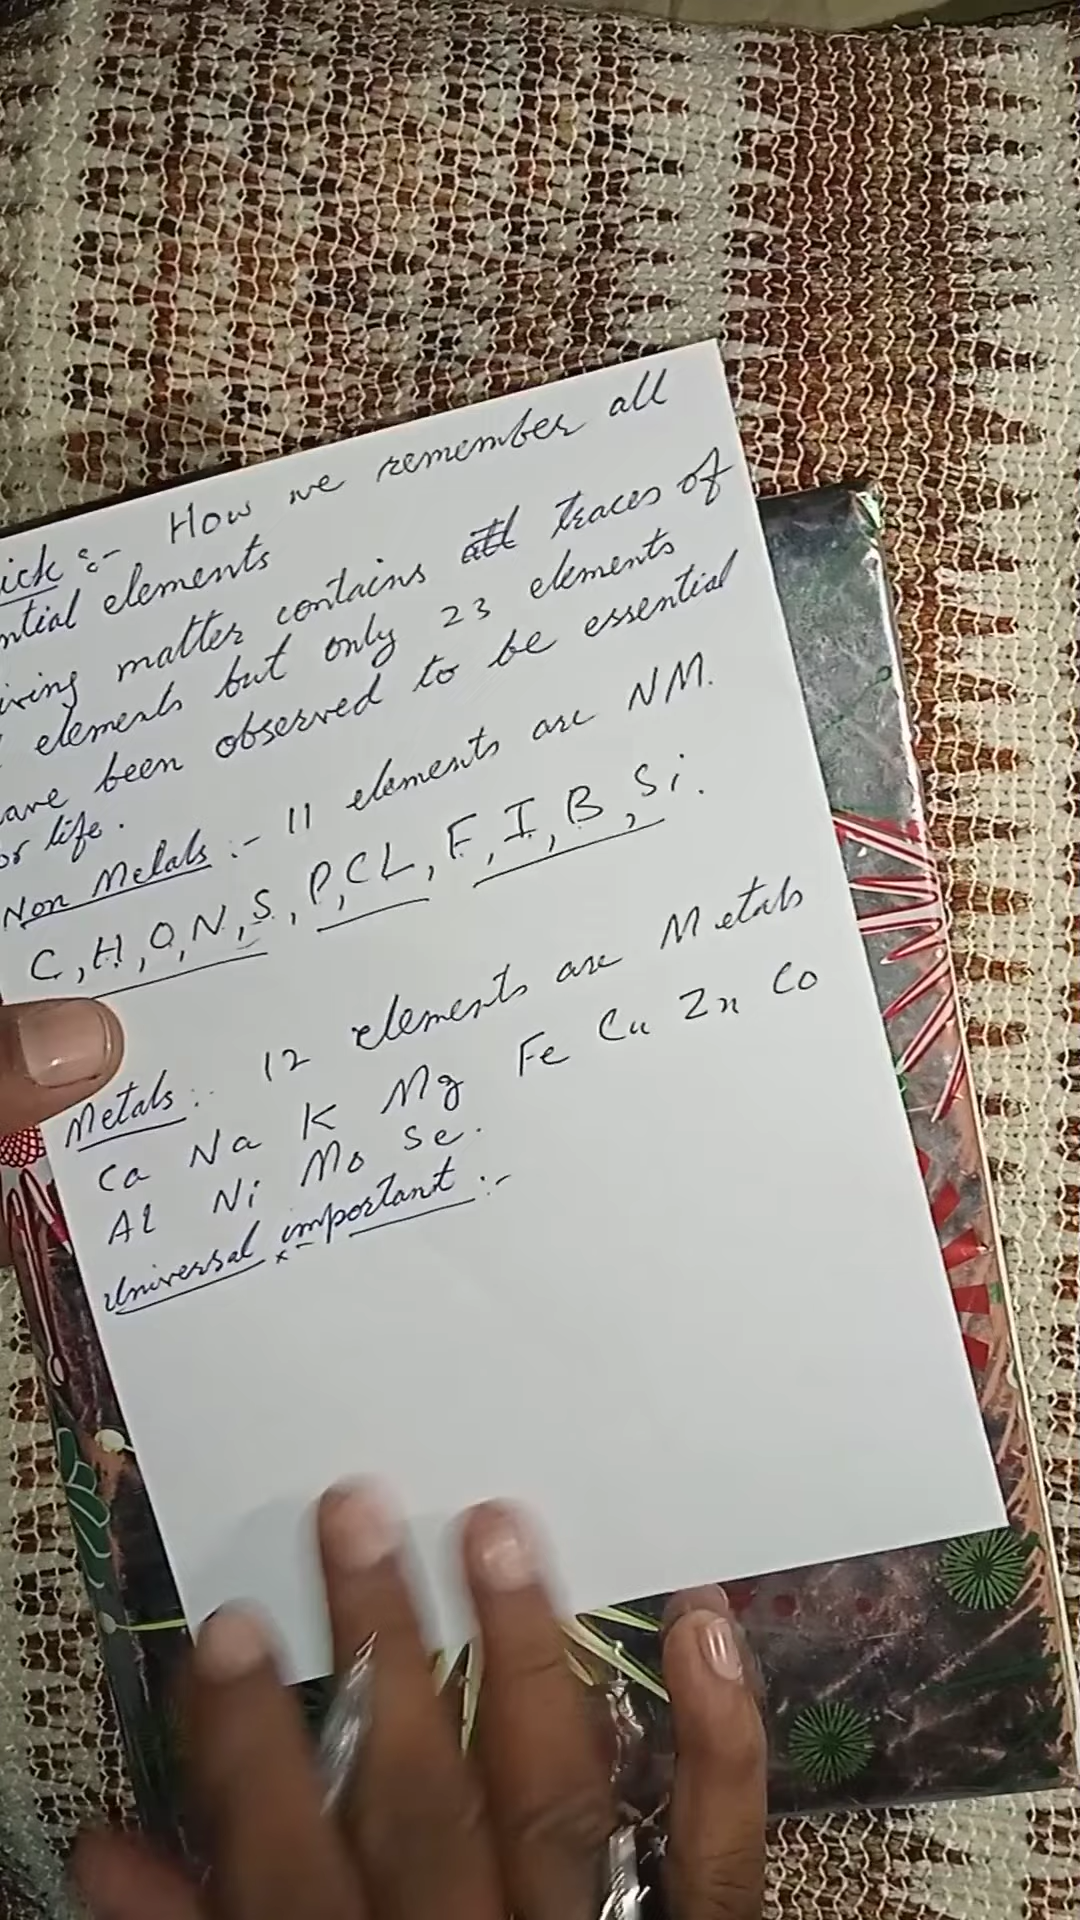 ick :- How we remember all
ntial elements
iving matter contains traces of
elements but only 23 elements
ave been observed to be essential
or life.
Non Metals :- 11 elements are NM.
C, H, O, N, S, P, CL, F, I, B, Si.
Metals :- 12 elements are Metals
Ca Na K Mg Fe Cu Zn Co
Al Ni Mo Se.
Universal important :-